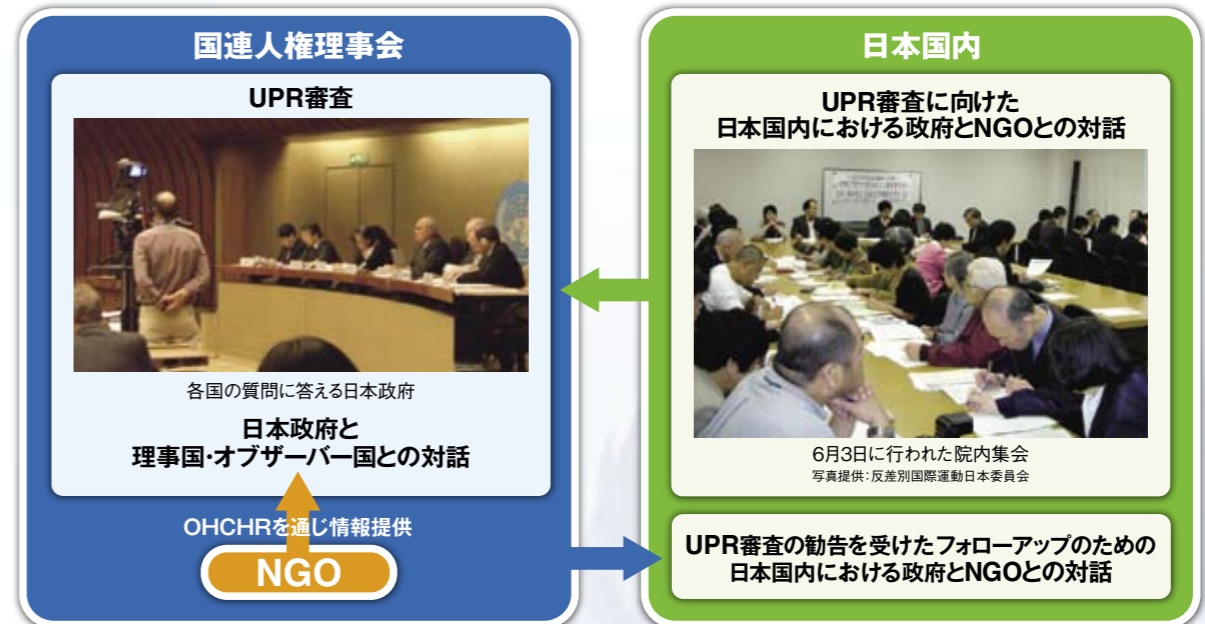 国連人権理事会
UPR審査
各国の質問に答える日本政府
日本政府と
理事国・オブザーバー国との対話
OHCHRを通じ情報提供
NGO
日本国内
UPR審査に向けた
日本国内における政府とNGOとの対話
6月3日に行われた院内集会
写真提供：反差別国際運動日本委員会
UPR審査の勧告を受けたフォローアップのための
日本国内における政府とNGOとの対話